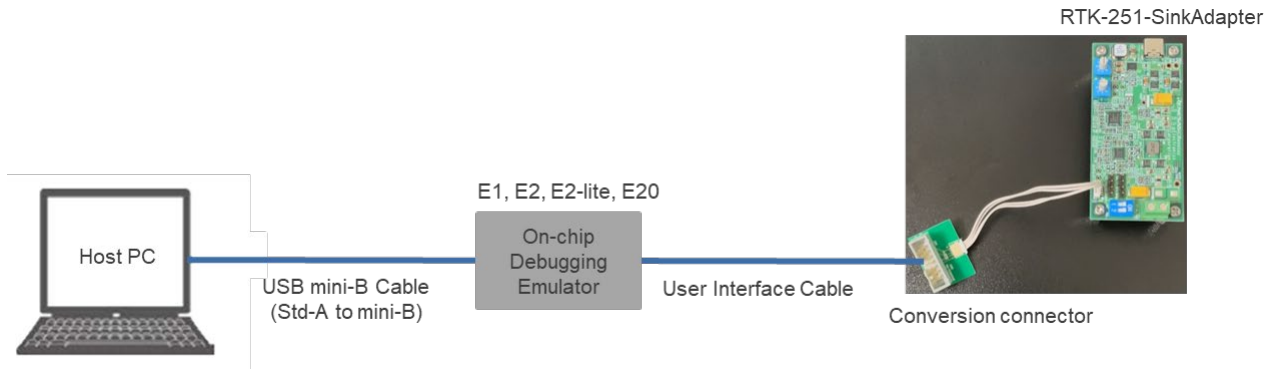 RTK-251-SinkAdapter
E1, E2, E2-lite, E20
Host PC
On-chip
Debugging
Emulator
USB mini-B Cable
(Std-A to mini-B)
User Interface Cable
Conversion connector